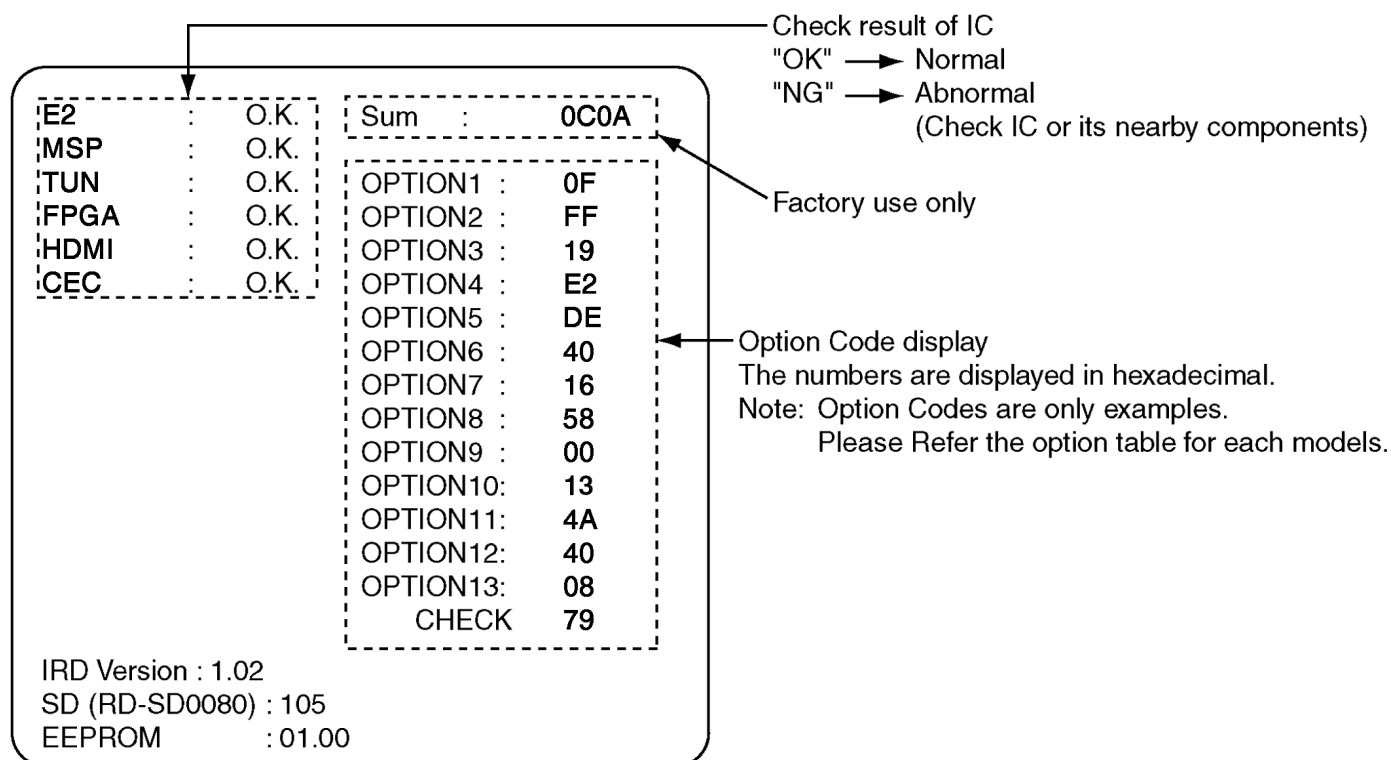 Check result of IC
"OK" → Normal
"NG" → Abnormal
(Check IC or its nearby components)
E2 : O.K.
MSP : O.K.
TUN : O.K.
FPGA : O.K.
HDMI : O.K.
CEC : O.K.
Sum : 0C0A
Factory use only
OPTION1 : 0F
OPTION2 : FF
OPTION3 : 19
OPTION4 : E2
OPTION5 : DE
OPTION6 : 40
OPTION7 : 16
OPTION8 : 58
OPTION9 : 00
OPTION10: 13
OPTION11: 4A
OPTION12: 40
OPTION13: 08
CHECK 79
Option Code display
The numbers are displayed in hexadecimal.
Note: Option Codes are only examples.
Please Refer the option table for each models.
IRD Version : 1.02
SD (RD-SD0080) : 105
EEPROM : 01.00